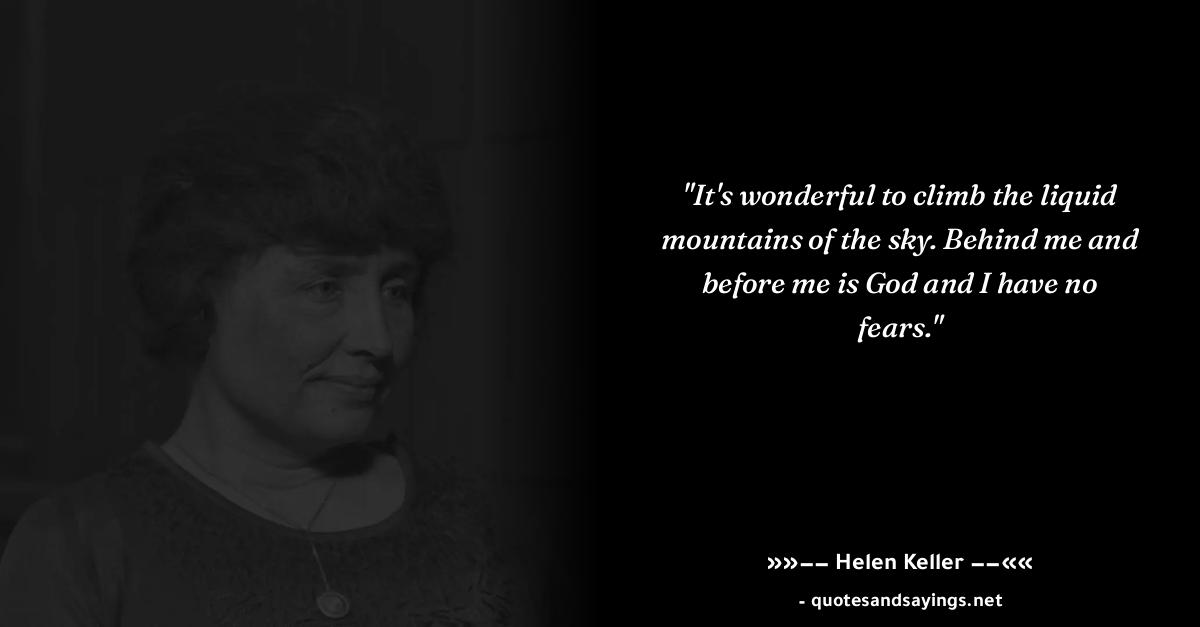 "It's wonderful to climb the liquid
mountains of the sky. Behind me and
before me is God and I have no
fears."
»»−− Helen Keller −−««
- quotesandsayings.net